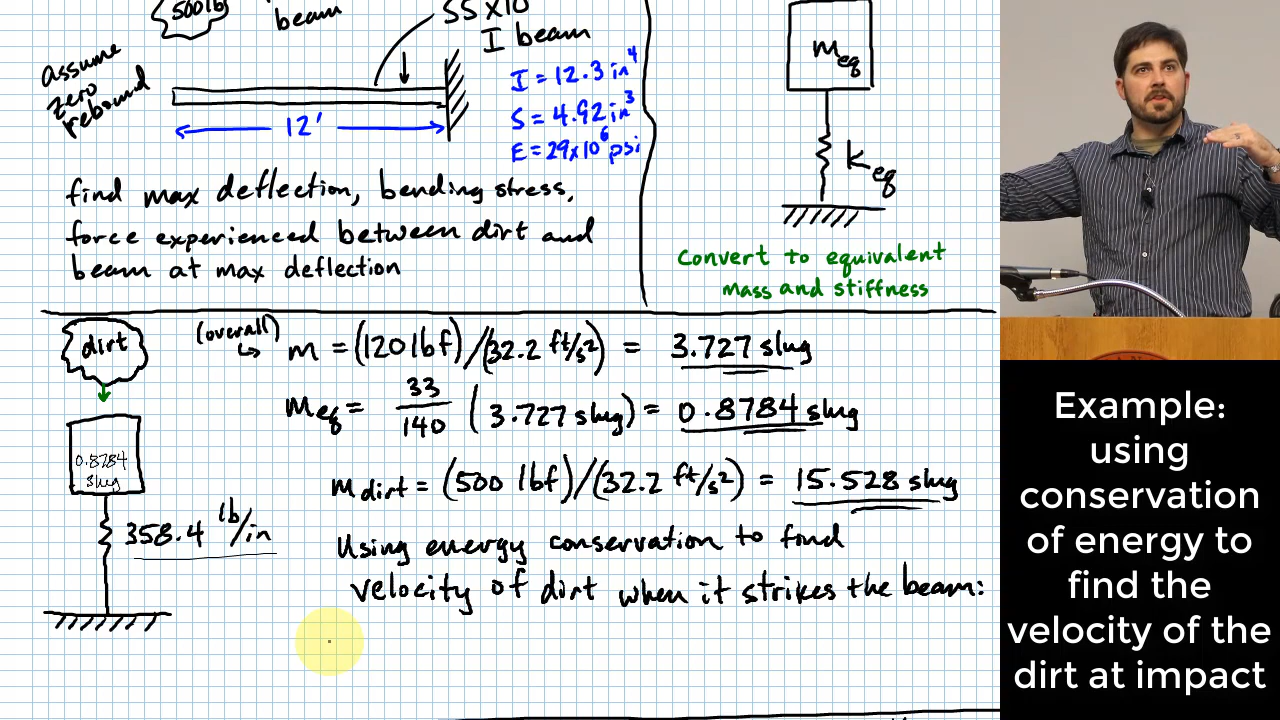 500lb
beam
S5 x10
I beam
assume
zero
rebound
12'
I = 12.3 in⁴
S = 4.92 in³
E = 29x10⁶ psi
find max deflection, bending stress,
force experienced between dirt and
beam at max deflection
meq
keq
Convert to equivalent
mass and stiffness
dirt
(overall)
m = (120 lbf)/(32.2 ft/s²) = 3.727 slug
meq = 33/140 (3.727 slug) = 0.8784 slug
0.8784
slug
mdirt = (500 lbf)/(32.2 ft/s²) = 15.528 slug
358.4 lb/in
Using energy conservation to find
velocity of dirt when it strikes the beam:
Example:
using
conservation
of energy to
find the
velocity of the
dirt at impact